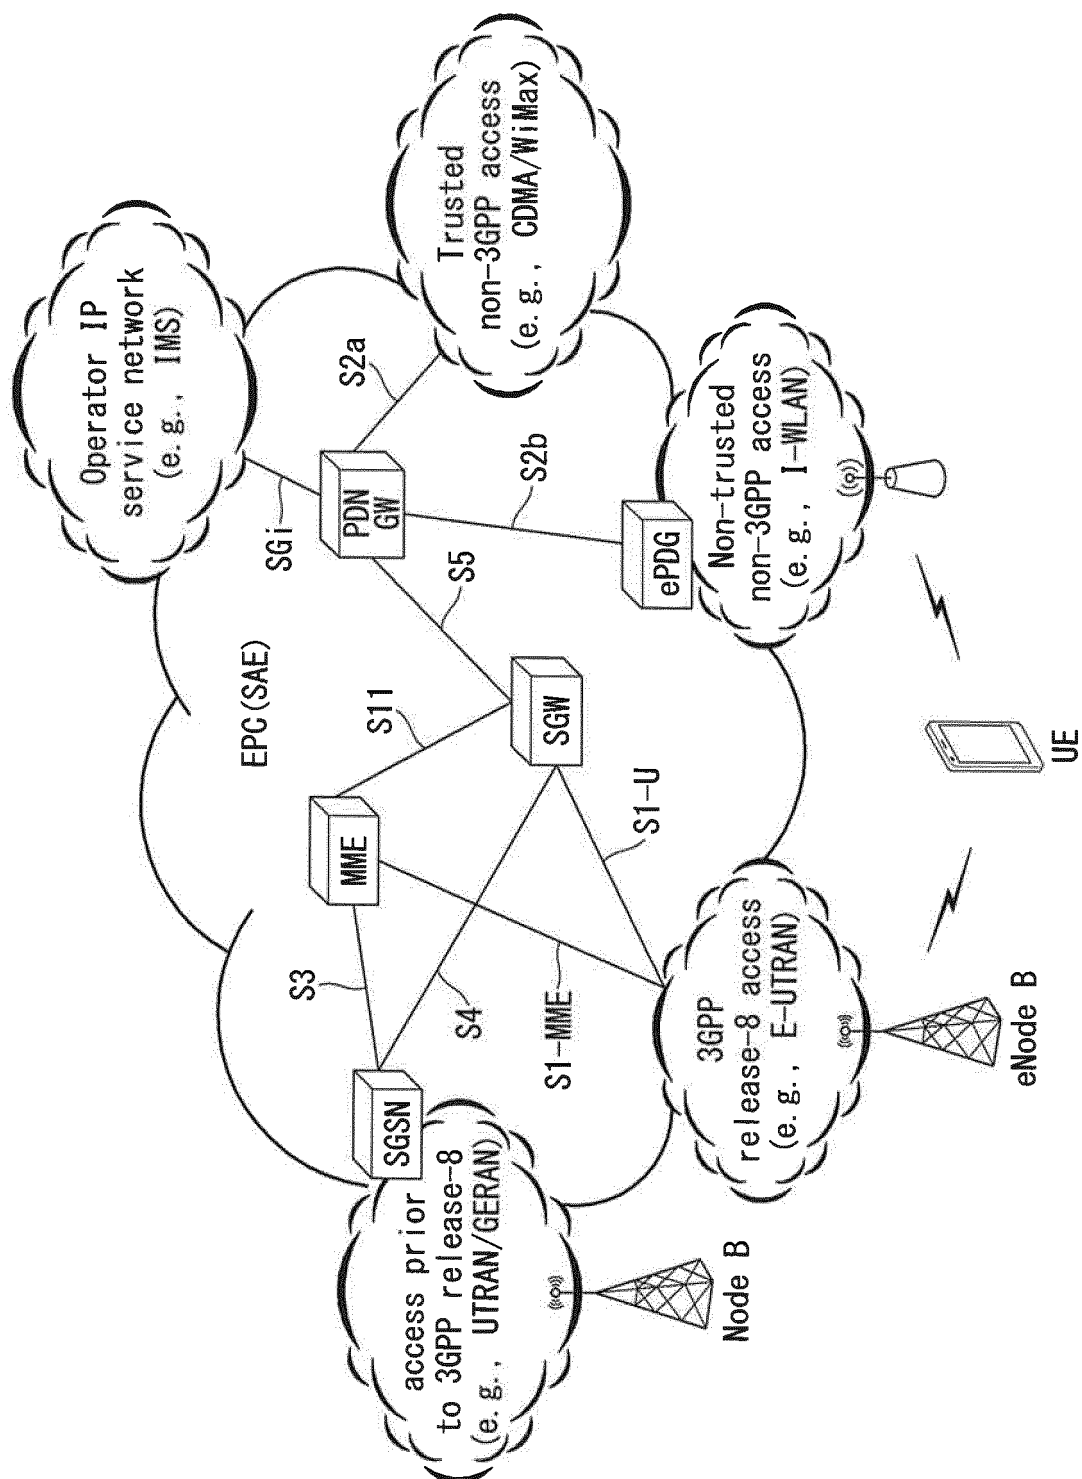 Operator IP
service network
(e.g., IMS)
EPC(SAE)
SGi
S2a
PDN
GW
Trusted
non-3GPP access
(e.g., CDMA/WiMax)
S11
S5
S2b
MME
S3
SGSN
access prior
to 3GPP release-8
(e.g., UTRAN/GERAN)
S4
SGW
S1-MME
S1-U
ePDG
Non-trusted
non-3GPP access
(e.g., I-WLAN)
3GPP
release-8 access
(e.g., E-UTRAN)
Node B
eNode B
UE